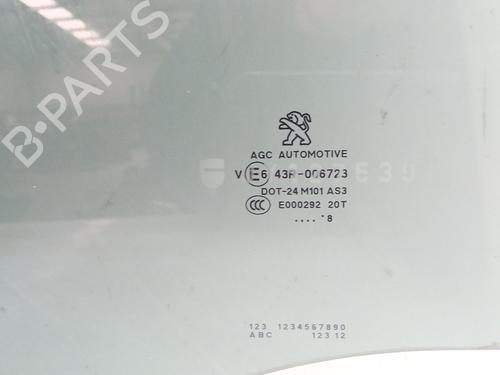 B-PARTS
AGC AUTOMOTIVE
V E6 43R-006723
DOT-24 M101 AS3
CCC E000292 20T
.... *8
123 1234567890
ABC 123 12